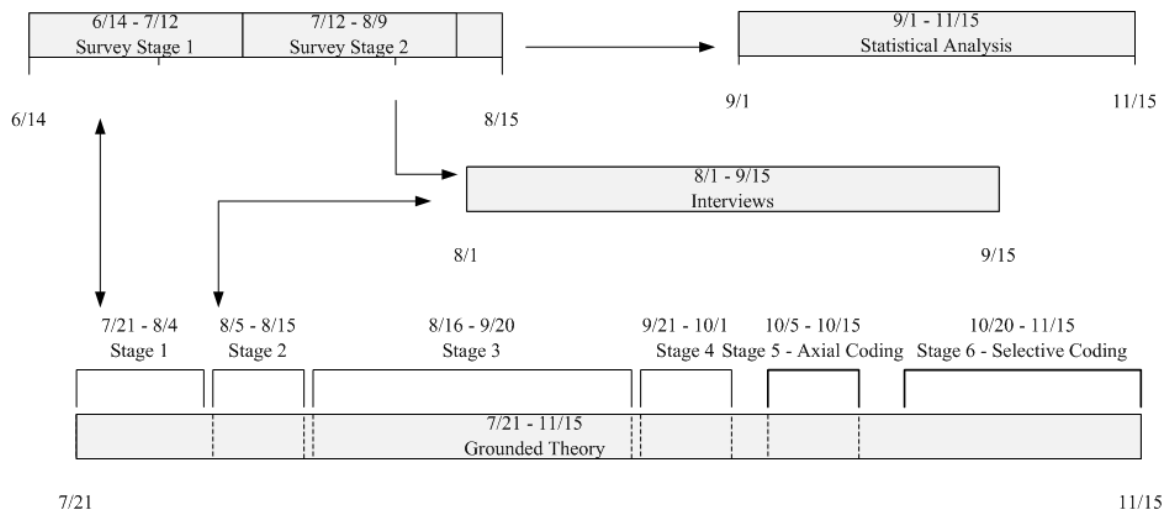 6/14 - 7/12
Survey Stage 1
7/12 - 8/9
Survey Stage 2
9/1 - 11/15
Statistical Analysis
6/14
8/15
9/1
11/15
8/1 - 9/15
Interviews
8/1
9/15
7/21 - 8/4
Stage 1
8/5 - 8/15
Stage 2
8/16 - 9/20
Stage 3
9/21 - 10/1
Stage 4
10/5 - 10/15
Stage 5 - Axial Coding
10/20 - 11/15
Stage 6 - Selective Coding
7/21 - 11/15
Grounded Theory
7/21
11/15